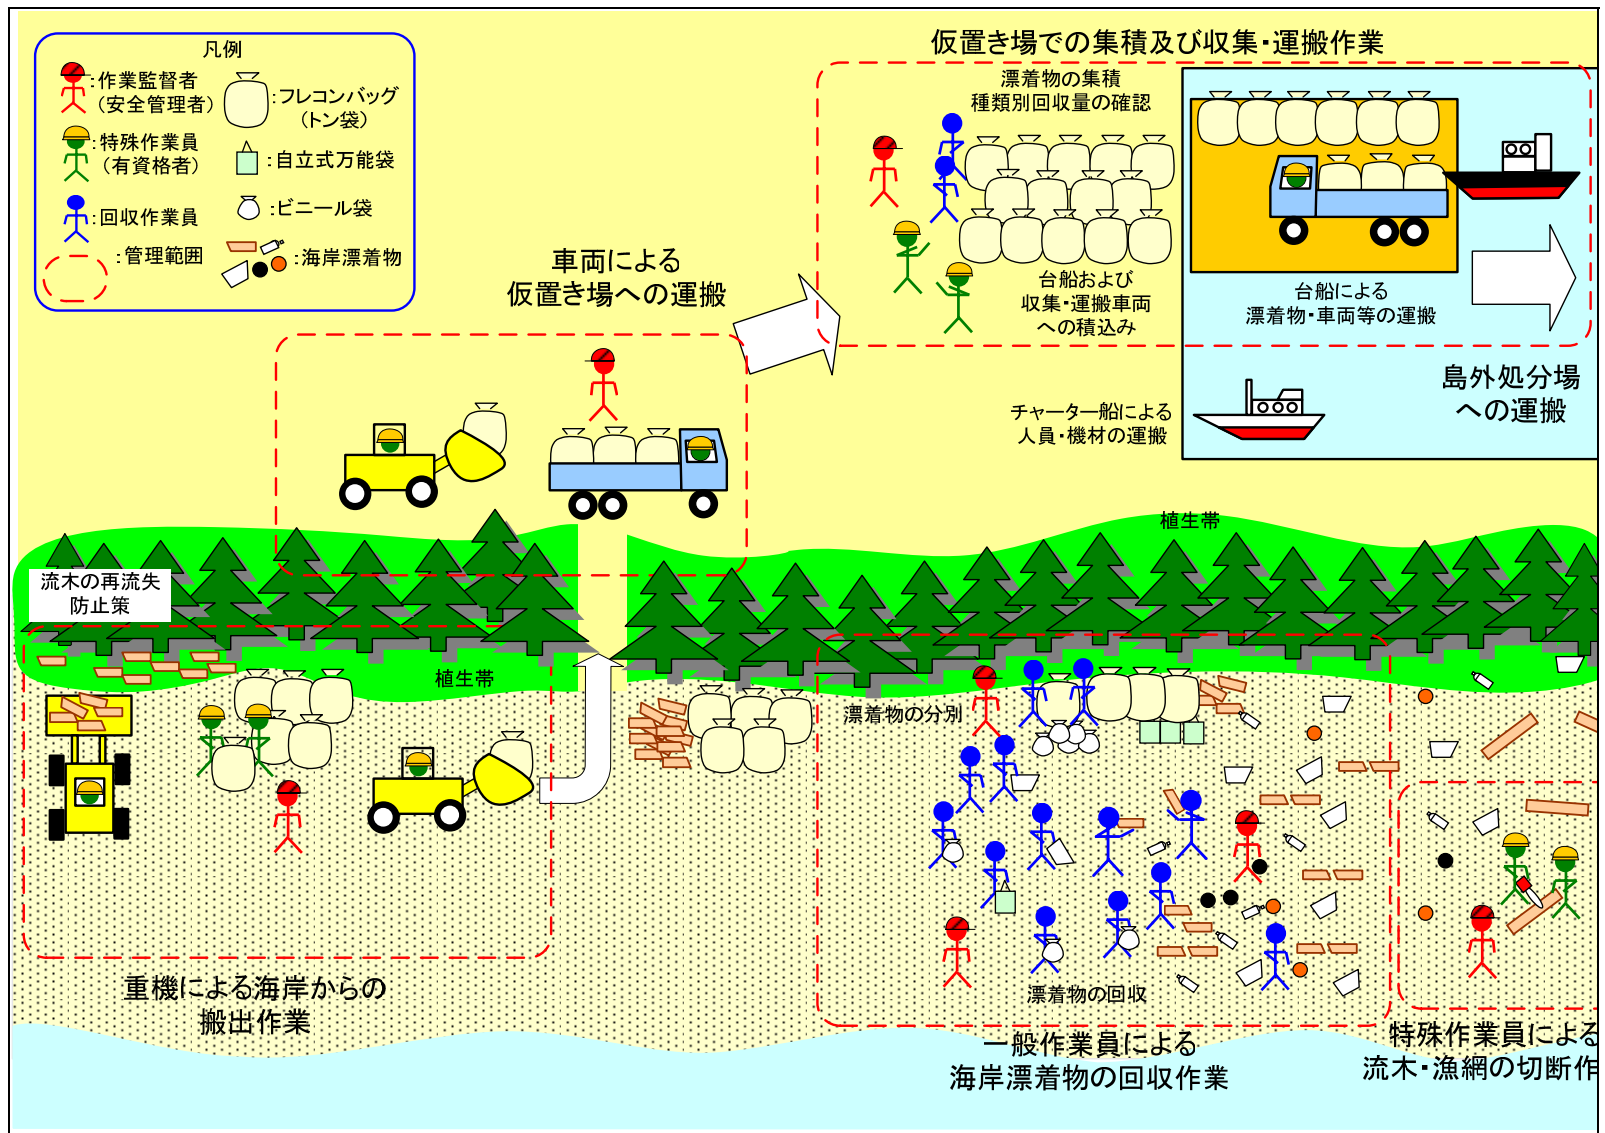 凡例
:作業監督者
（安全管理者）
:フレコンバッグ
（トン袋）
:特殊作業員
（有資格者）
:自立式万能袋
:回収作業員
:ビニール袋
:管理範囲
:海岸漂着物
仮置き場での集積及び収集・運搬作業
漂着物の集積
種類別回収量の確認
台船および
収集・運搬車両
への積込み
台船による
漂着物・車両等の運搬
島外処分場
への運搬
チャーター船による
人員・機材の運搬
車両による
仮置き場への運搬
植生帯
流木の再流失
防止策
植生帯
漂着物の分別
漂着物の回収
重機による海岸からの
搬出作業
一般作業員による
海岸漂着物の回収作業
特殊作業員による
流木・漁網の切断作